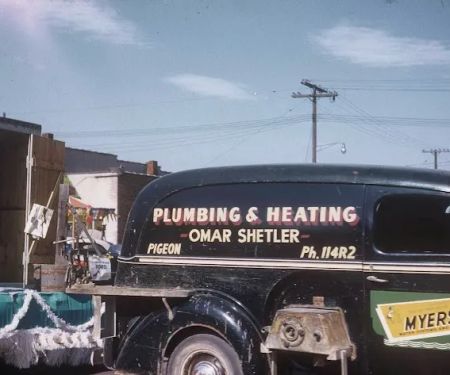 PLUMBING & HEATING
-OMAR SHETLER-
PIGEON
Ph. 114R2
MYERS